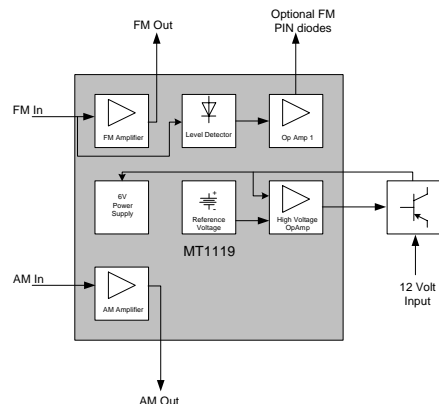 FM Out
Optional FM
PIN diodes
FM In
FM Amplifier
Level Detector
Op Amp 1
6V
Power
Supply
Reference
Voltage
High Voltage
OpAmp
MT1119
12 Volt
Input
AM In
AM Amplifier
AM Out